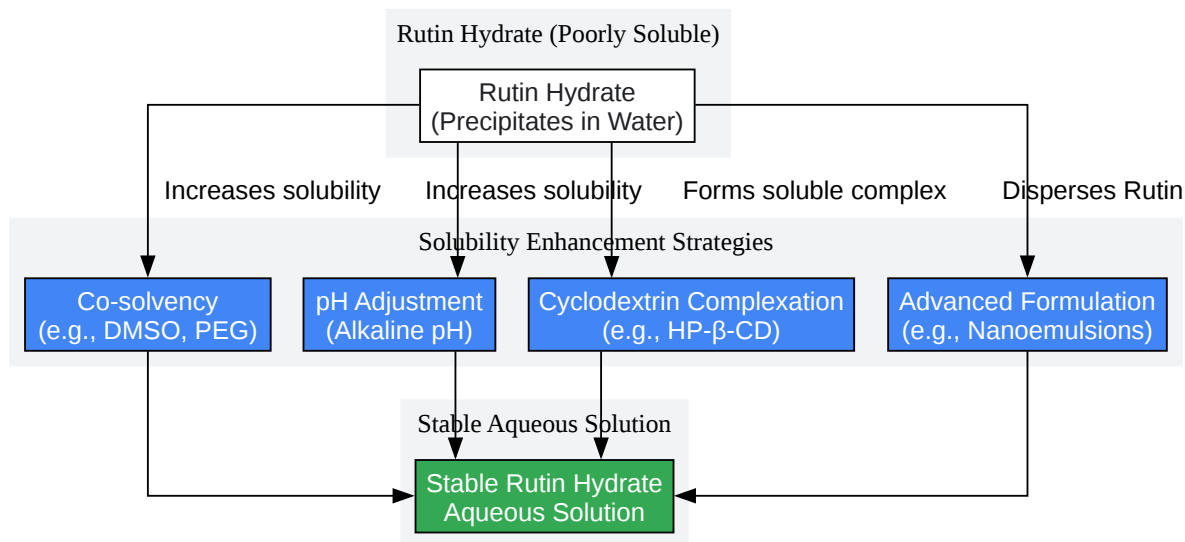 Rutin Hydrate (Poorly Soluble)
Rutin Hydrate
(Precipitates in Water)
Increases solubility
Increases solubility
Forms soluble complex
Disperses Rutin
Solubility Enhancement Strategies
Co-solvency
(e.g., DMSO, PEG)
pH Adjustment
(Alkaline pH)
Cyclodextrin Complexation
(e.g., HP-β-CD)
Advanced Formulation
(e.g., Nanoemulsions)
Stable Aqueous Solution
Stable Rutin Hydrate
Aqueous Solution